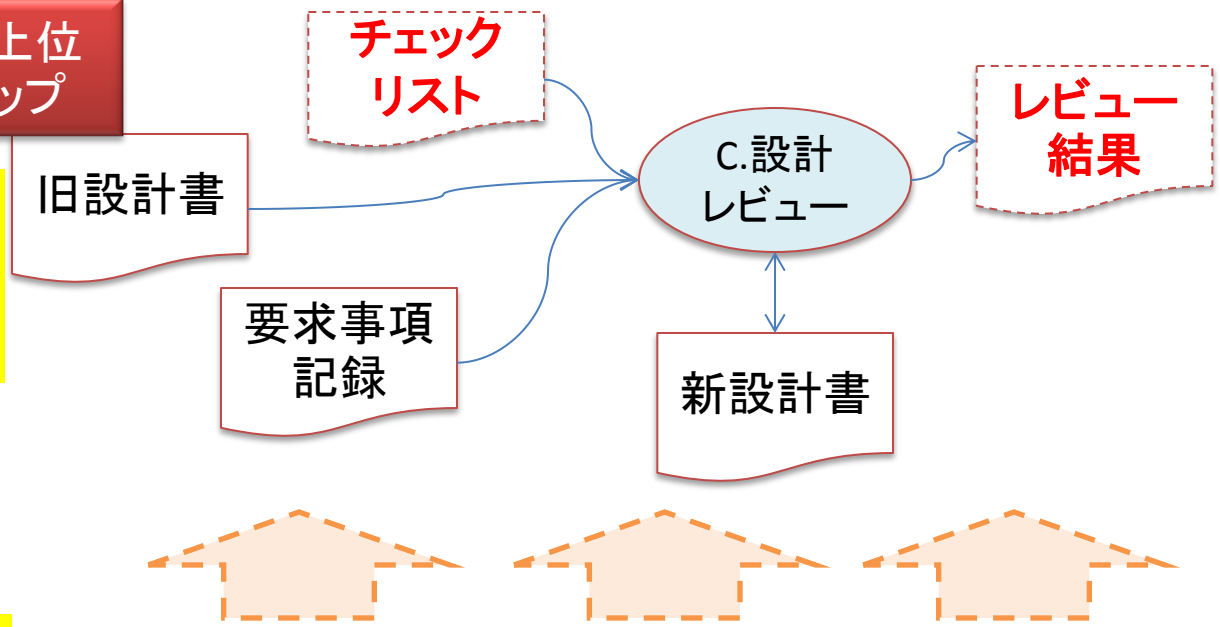 上位
ップ
チェック
リスト
レビュー
結果
旧設計書
C.設計
レビュー
要求事項
記録
新設計書